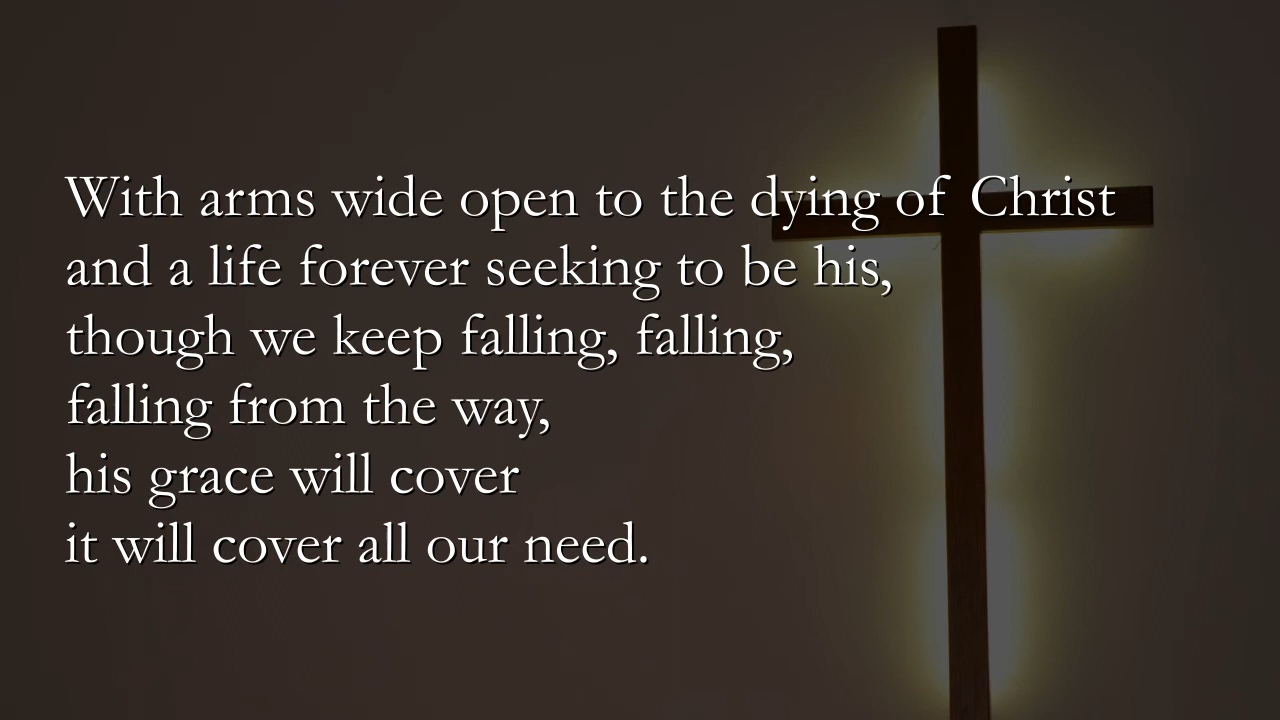 With arms wide open to the dying of Christ
and a life forever seeking to be his,
though we keep falling, falling,
falling from the way,
his grace will cover
it will cover all our need.